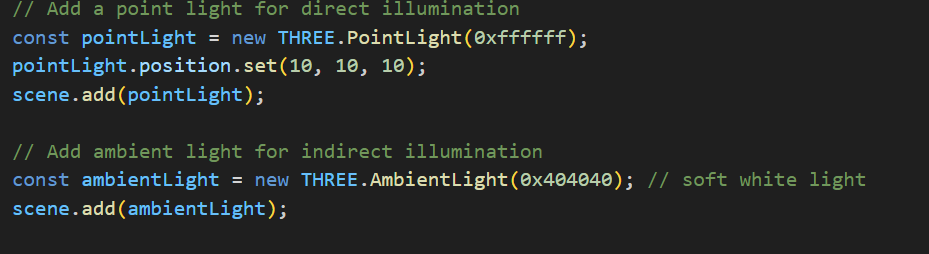 // Add a point light for direct illumination
const pointLight = new THREE.PointLight(0xffffff);
pointLight.position.set(10, 10, 10);
scene.add(pointLight);
// Add ambient light for indirect illumination
const ambientLight = new THREE.AmbientLight(0x404040); // soft white light
scene.add(ambientLight);